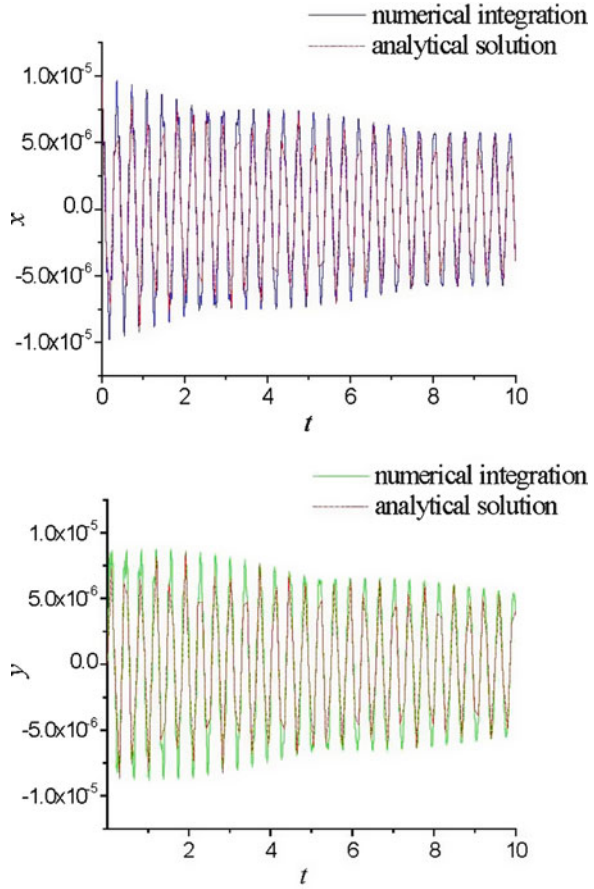 numerical integration
analytical solution
1.0x10⁻⁵
5.0x10⁻⁶
0.0
-5.0x10⁻⁶
-1.0x10⁻⁵
x
0 2 4 6 8 10
t
numerical integration
analytical solution
1.0x10⁻⁵
5.0x10⁻⁶
0.0
-5.0x10⁻⁶
-1.0x10⁻⁵
y
2 4 6 8 10
t